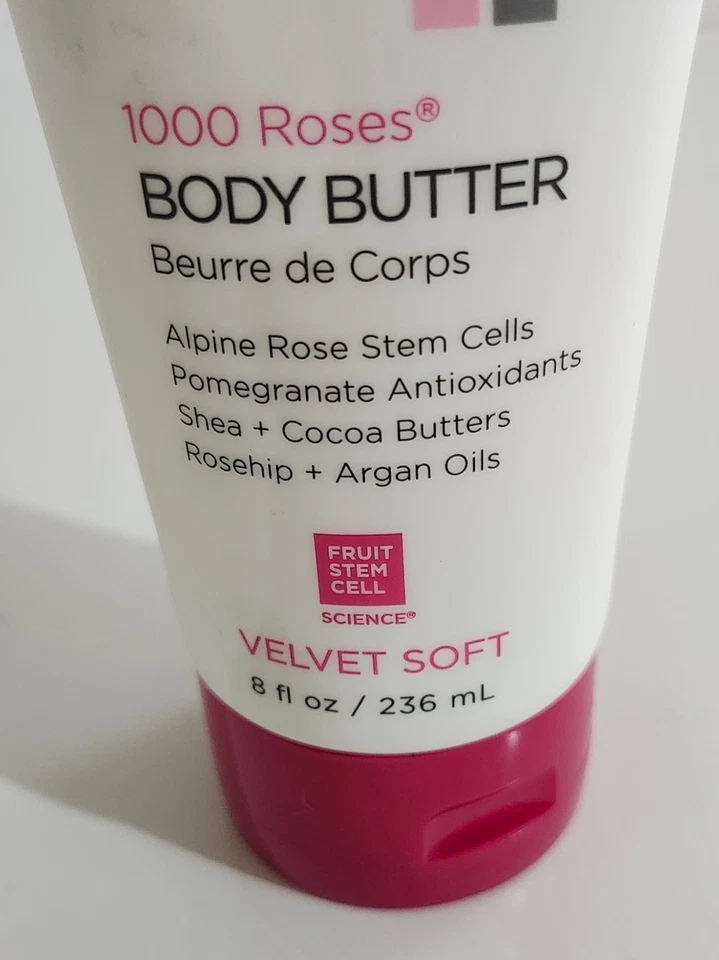 1000 Roses®
BODY BUTTER
Beurre de Corps
Alpine Rose Stem Cells
Pomegranate Antioxidants
Shea + Cocoa Butters
Rosehip + Argan Oils
FRUIT
STEM
CELL
SCIENCE®
VELVET SOFT
8 fl oz / 236 mL